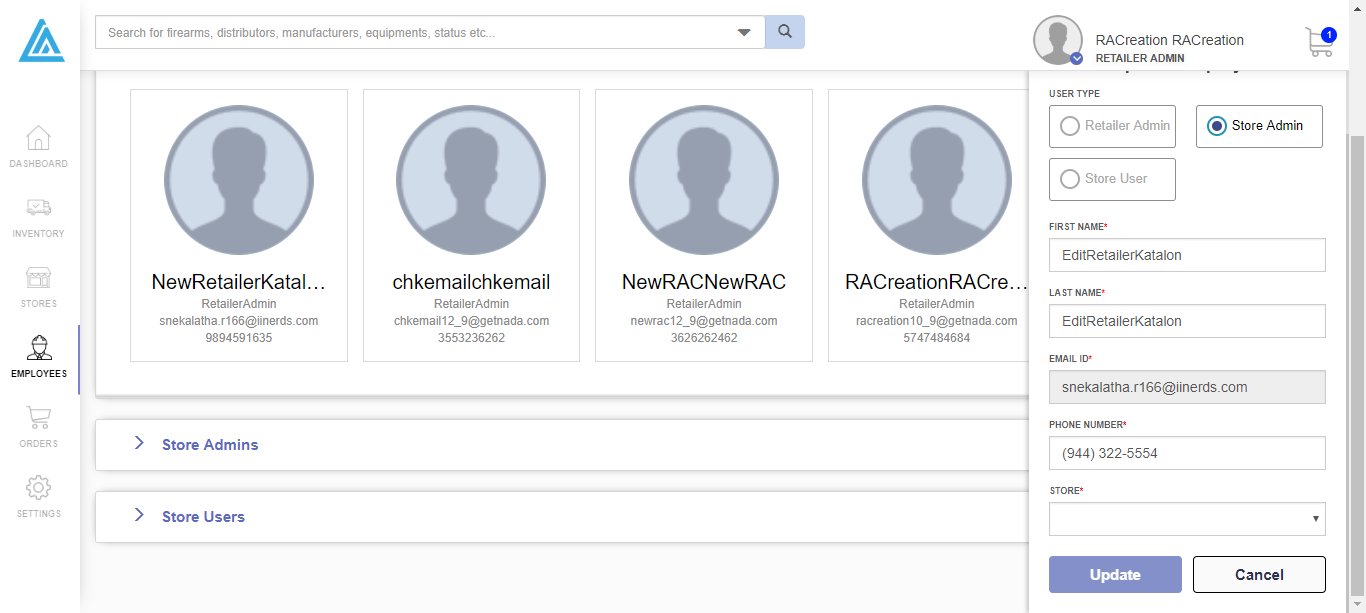 Search for firearms, distributors, manufacturers, equipments, status etc...
RACreation RACreation
RETAILER ADMIN
1
DASHBOARD
INVENTORY
STORES
EMPLOYEES
ORDERS
SETTINGS
NewRetailerKatal...
RetailerAdmin
snekalatha.r166@iinerds.com
9894591635
chkemailchkemail
RetailerAdmin
chkemail12_9@getnada.com
3553236262
NewRACNewRAC
RetailerAdmin
newrac12_9@getnada.com
3626262462
RACreationRACre...
RetailerAdmin
racreation10_9@getnada.com
5747484684
Store Admins
Store Users
USER TYPE
Retailer Admin
Store Admin
Store User
FIRST NAME*
EditRetailerKatalon
LAST NAME*
EditRetailerKatalon
EMAIL ID*
snekalatha.r166@iinerds.com
PHONE NUMBER*
(944) 322-5554
STORE*
Update
Cancel